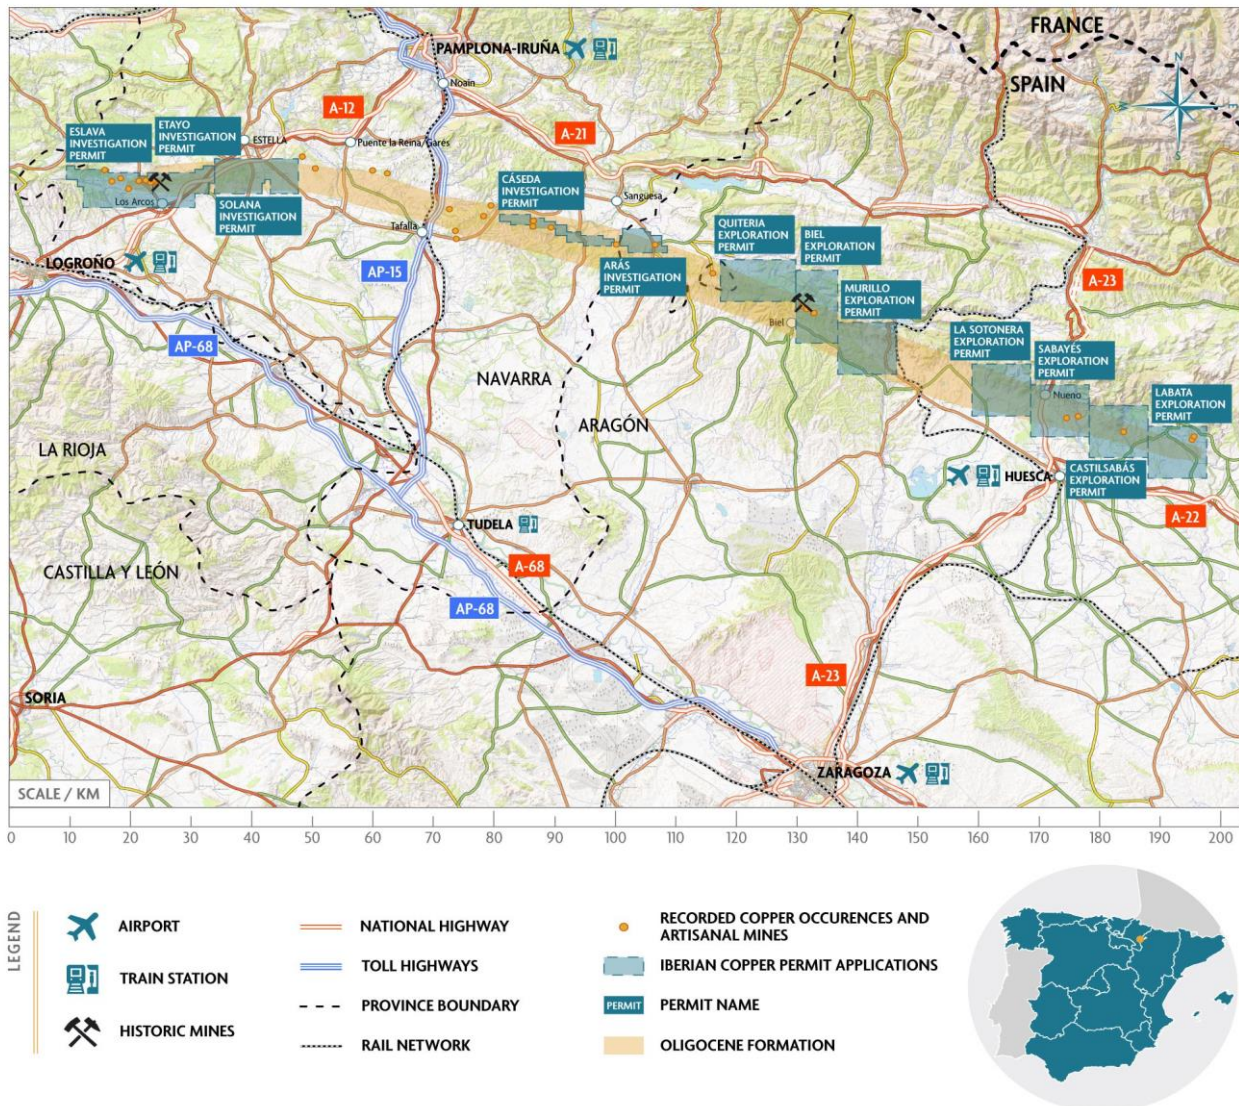 FRANCE
SPAIN
N
W
E
S
PAMPLONA-IRUÑA
Noain
A-12
A-21
ESLAVA
INVESTIGATION
PERMIT
ETAYO
INVESTIGATION
PERMIT
ESTELLA
Puente la Reina/Gares
CÁSEDA
INVESTIGATION
PERMIT
Sangüesa
Los Arcos
SOLANA
INVESTIGATION
PERMIT
Tafalla
QUITERIA
EXPLORATION
PERMIT
BIEL
EXPLORATION
PERMIT
LOGROÑO
AP-15
ARÁS
INVESTIGATION
PERMIT
MURILLO
EXPLORATION
PERMIT
A-23
Biel
LA SOTONERA
EXPLORATION
PERMIT
SABAYÉS
EXPLORATION
PERMIT
AP-68
NAVARRA
Nueno
LABATA
EXPLORATION
PERMIT
ARAGÓN
LA RIOJA
HUESCA
CASTILSABÁS
EXPLORATION
PERMIT
A-22
TUDELA
CASTILLA Y LEÓN
A-68
AP-68
A-23
SORIA
ZARAGOZA
SCALE / KM
0 10 20 30 40 50 60 70 80 90 100 110 120 130 140 150 160 170 180 190 200
LEGEND
AIRPORT
TRAIN STATION
HISTORIC MINES
NATIONAL HIGHWAY
TOLL HIGHWAYS
PROVINCE BOUNDARY
RAIL NETWORK
RECORDED COPPER OCCURENCES AND
ARTISANAL MINES
IBERIAN COPPER PERMIT APPLICATIONS
PERMIT
PERMIT NAME
OLIGOCENE FORMATION